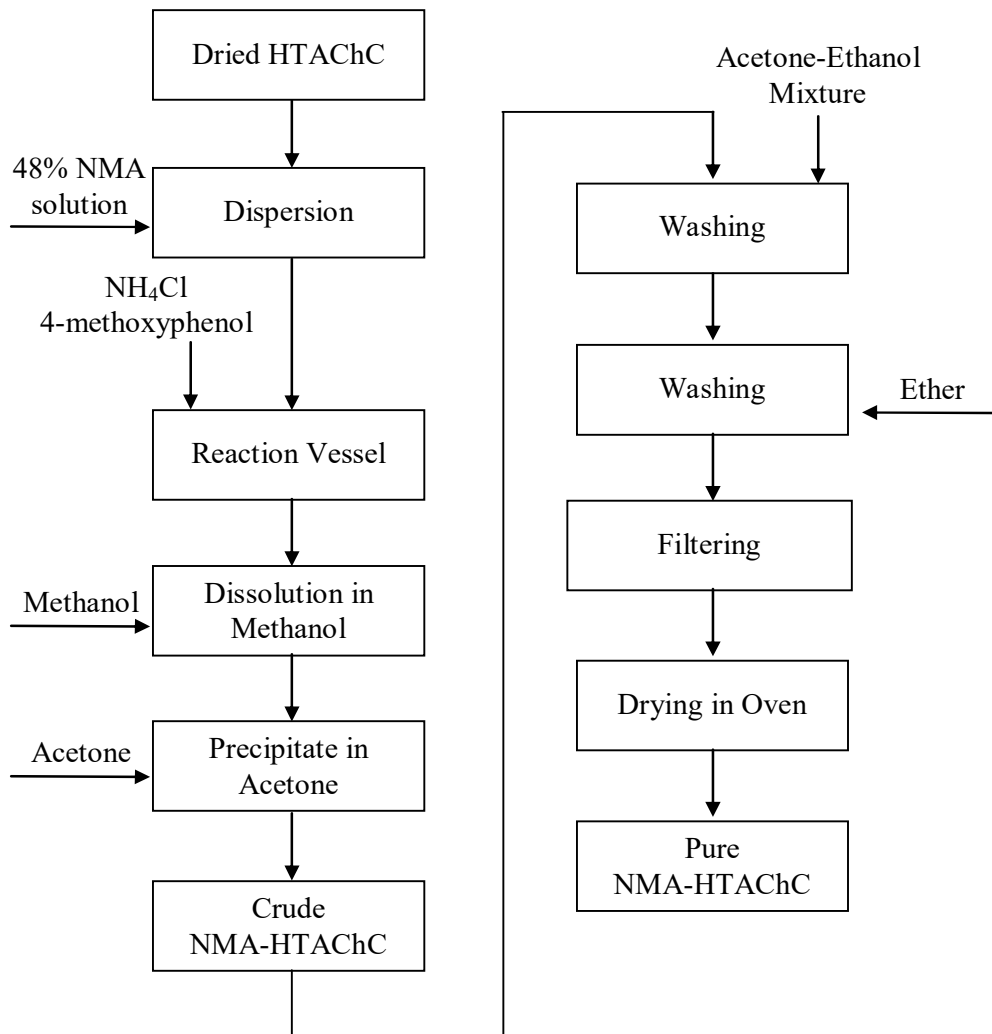 Dried HTAChC
48% NMA
solution
Dispersion
NH₄Cl
4-methoxyphenol
Reaction Vessel
Methanol
Dissolution in
Methanol
Acetone
Precipitate in
Acetone
Crude
NMA-HTAChC
Acetone-Ethanol
Mixture
Washing
Washing
Ether
Filtering
Drying in Oven
Pure
NMA-HTAChC